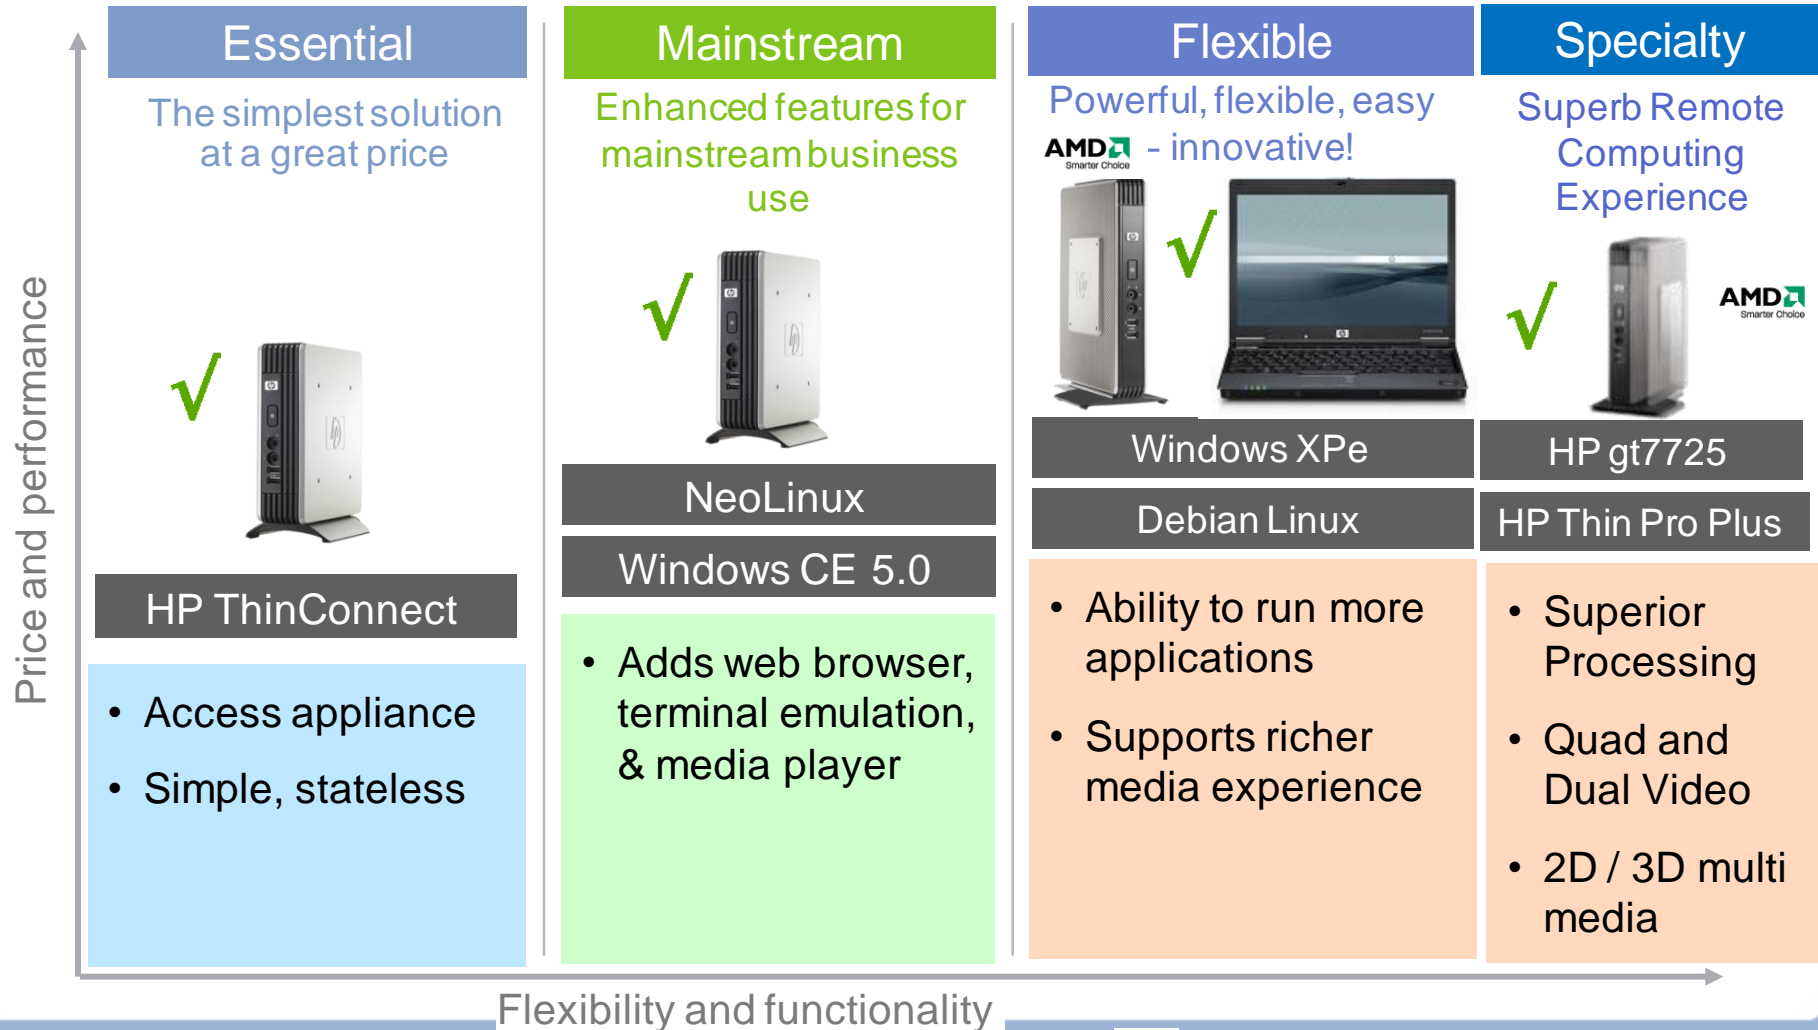 Price and performance
Essential
The simplest solution
at a great price
HP ThinConnect
• Access appliance
• Simple, stateless
Mainstream
Enhanced features for
mainstream business
use
NeoLinux
Windows CE 5.0
• Adds web browser,
terminal emulation,
& media player
Flexible
Powerful, flexible, easy
- innovative!
AMD
Smarter Choice
Windows XPe
Debian Linux
• Ability to run more
applications
• Supports richer
media experience
Specialty
Superb Remote
Computing
Experience
AMD
Smarter Choice
HP gt7725
HP Thin Pro Plus
• Superior
Processing
• Quad and
Dual Video
• 2D / 3D multi
media
Flexibility and functionality